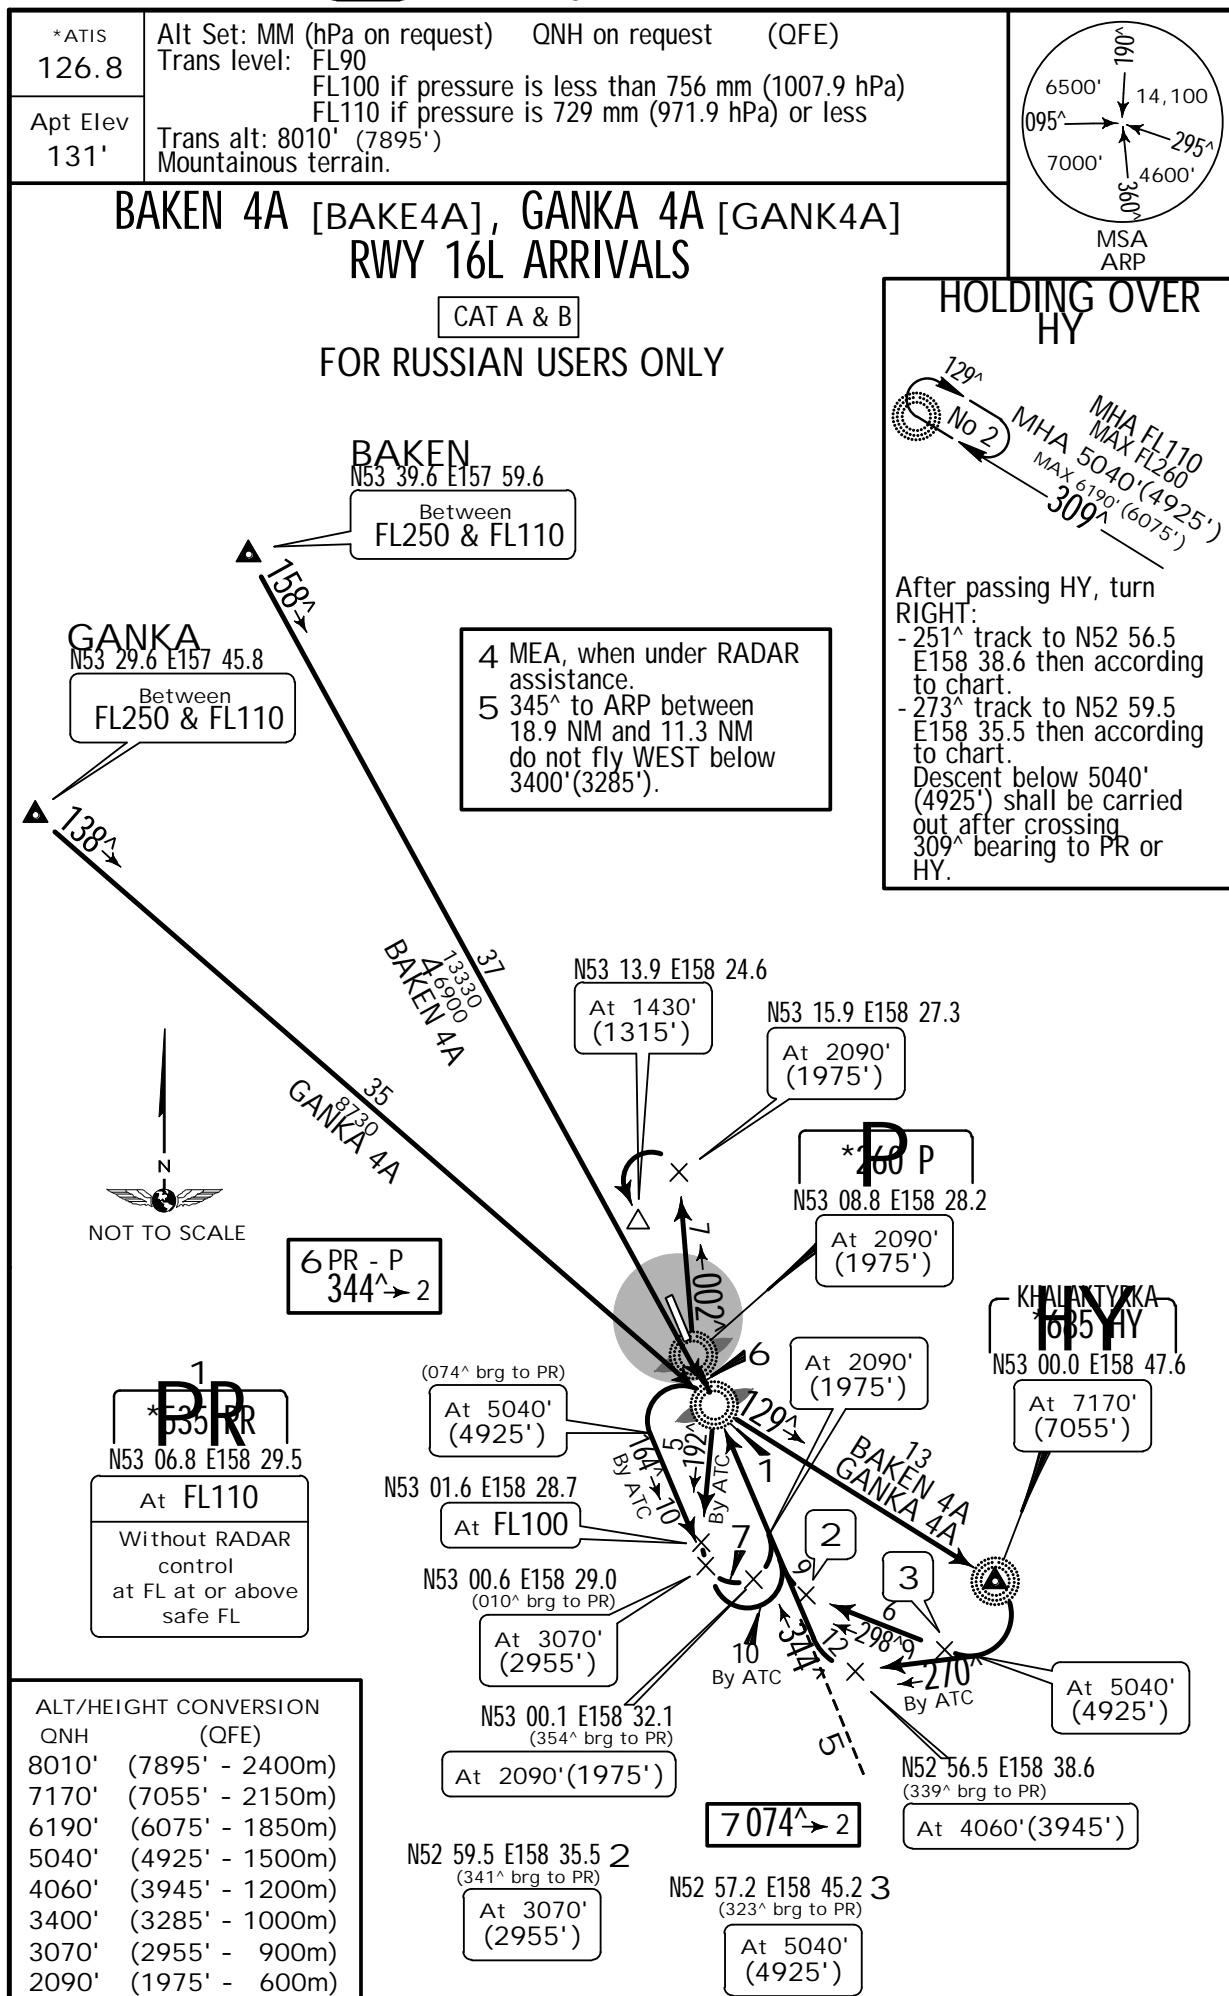 *ATIS
126.8
Apt Elev
131'
Alt Set: MM (hPa on request) QNH on request (QFE)
Trans level: FL90
FL100 if pressure is less than 756 mm (1007.9 hPa)
FL110 if pressure is 729 mm (971.9 hPa) or less
Trans alt: 8010' (7895')
Mountainous terrain.
190^
6500'
14,100
095^
295^
7000'
4600'
360^
MSA
ARP
BAKEN 4A [BAKE4A], GANKA 4A [GANK4A]
RWY 16L ARRIVALS
CAT A & B
FOR RUSSIAN USERS ONLY
HOLDING OVER
HY
129^
No 2
MHA FL110
MAX FL260
MHA 5040'(4925')
MAX 6190'(6075')
309^
After passing HY, turn
RIGHT:
- 251^ track to N52 56.5
E158 38.6 then according
to chart.
- 273^ track to N52 59.5
E158 35.5 then according
to chart.
Descent below 5040'
(4925') shall be carried
out after crossing
309^ bearing to PR or
HY.
BAKEN
N53 39.6 E157 59.6
Between
FL250 & FL110
158^
GANKA
N53 29.6 E157 45.8
Between
FL250 & FL110
138^
4 MEA, when under RADAR
assistance.
5 345^ to ARP between
18.9 NM and 11.3 NM
do not fly WEST below
3400'(3285').
37
13330
4 6900
BAKEN 4A
35
8730
GANKA 4A
N53 13.9 E158 24.6
At 1430'
(1315')
N53 15.9 E158 27.3
At 2090'
(1975')
P
*260 P
N53 08.8 E158 28.2
At 2090'
(1975')
N
NOT TO SCALE
6 PR - P
344^ 2
7
002^
KHALAKTYRKA
HY
*685 HY
N53 00.0 E158 47.6
At 7170'
(7055')
1
PR
*535 PR
N53 06.8 E158 29.5
At FL110
Without RADAR
control
at FL at or above
safe FL
(074^ brg to PR)
At 5040'
(4925')
6
At 2090'
(1975')
129^
13
BAKEN 4A
GANKA 4A
1
164^ 10
By ATC
5
192^
By ATC
N53 01.6 E158 28.7
At FL100
7
N53 00.6 E158 29.0
(010^ brg to PR)
At 3070'
(2955')
10
By ATC
9
2
3
6
298^
9
12
344^
270^
By ATC
5
At 5040'
(4925')
N53 00.1 E158 32.1
(354^ brg to PR)
At 2090'(1975')
N52 56.5 E158 38.6
(339^ brg to PR)
At 4060'(3945')
7 074^ 2
N52 59.5 E158 35.5 2
(341^ brg to PR)
At 3070'
(2955')
N52 57.2 E158 45.2 3
(323^ brg to PR)
At 5040'
(4925')
ALT/HEIGHT CONVERSION
QNH (QFE)
8010' (7895' - 2400m)
7170' (7055' - 2150m)
6190' (6075' - 1850m)
5040' (4925' - 1500m)
4060' (3945' - 1200m)
3400' (3285' - 1000m)
3070' (2955' - 900m)
2090' (1975' - 600m)